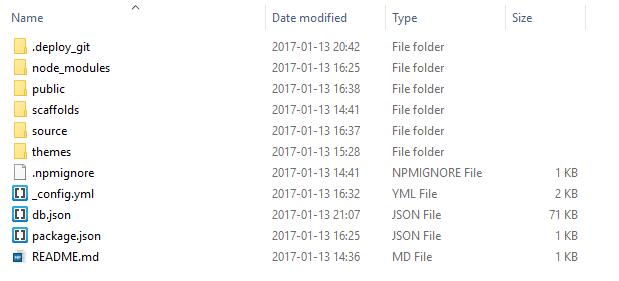 Name Date modified Type Size
.deploy_git 2017-01-13 20:42 File folder
node_modules 2017-01-13 16:25 File folder
public 2017-01-13 16:38 File folder
scaffolds 2017-01-13 14:41 File folder
source 2017-01-13 16:37 File folder
themes 2017-01-13 15:28 File folder
.npmignore 2017-01-13 14:41 NPMIGNORE File 1 KB
_config.yml 2017-01-13 16:32 YML File 2 KB
db.json 2017-01-13 21:07 JSON File 71 KB
package.json 2017-01-13 16:25 JSON File 1 KB
README.md 2017-01-13 14:36 MD File 1 KB